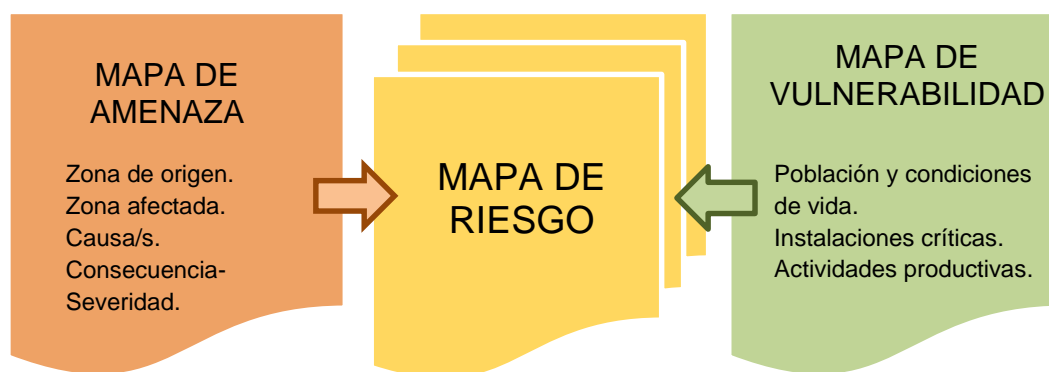 MAPA DE
AMENAZA
Zona de origen.
Zona afectada.
Causa/s.
Consecuencia-
Severidad.
MAPA DE
RIESGO
MAPA DE
VULNERABILIDAD
Población y condiciones
de vida.
Instalaciones críticas.
Actividades productivas.